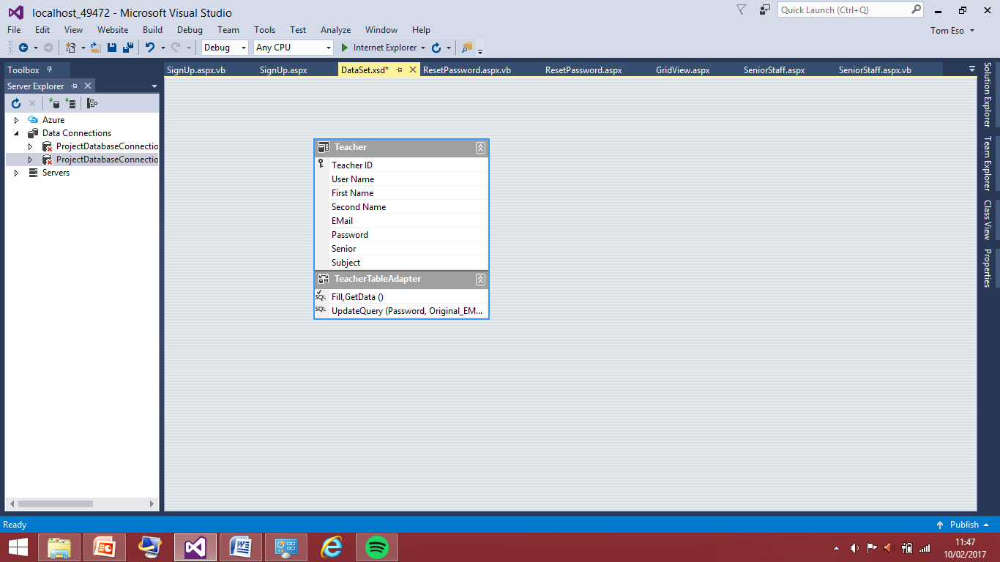 localhost_49472 - Microsoft Visual Studio
Quick Launch (Ctrl+Q)
File Edit View Website Build Debug Team Tools Test Analyze Window Help
Tom Eso
Debug Any CPU Internet Explorer
Toolbox
SignUp.aspx.vb SignUp.aspx DataSet.xsd* ResetPassword.aspx.vb ResetPassword.aspx GridView.aspx SeniorStaff.aspx SeniorStaff.aspx.vb
Server Explorer
Azure
Data Connections
ProjectDatabaseConnectio
ProjectDatabaseConnectio
Servers
Teacher
Teacher ID
User Name
First Name
Second Name
EMail
Password
Senior
Subject
TeacherTableAdapter
SQL Fill,GetData ()
SQL UpdateQuery (Password, Original_EM...
Solution Explorer
Team Explorer
Class View
Properties
Ready
Publish
11:47
10/02/2017